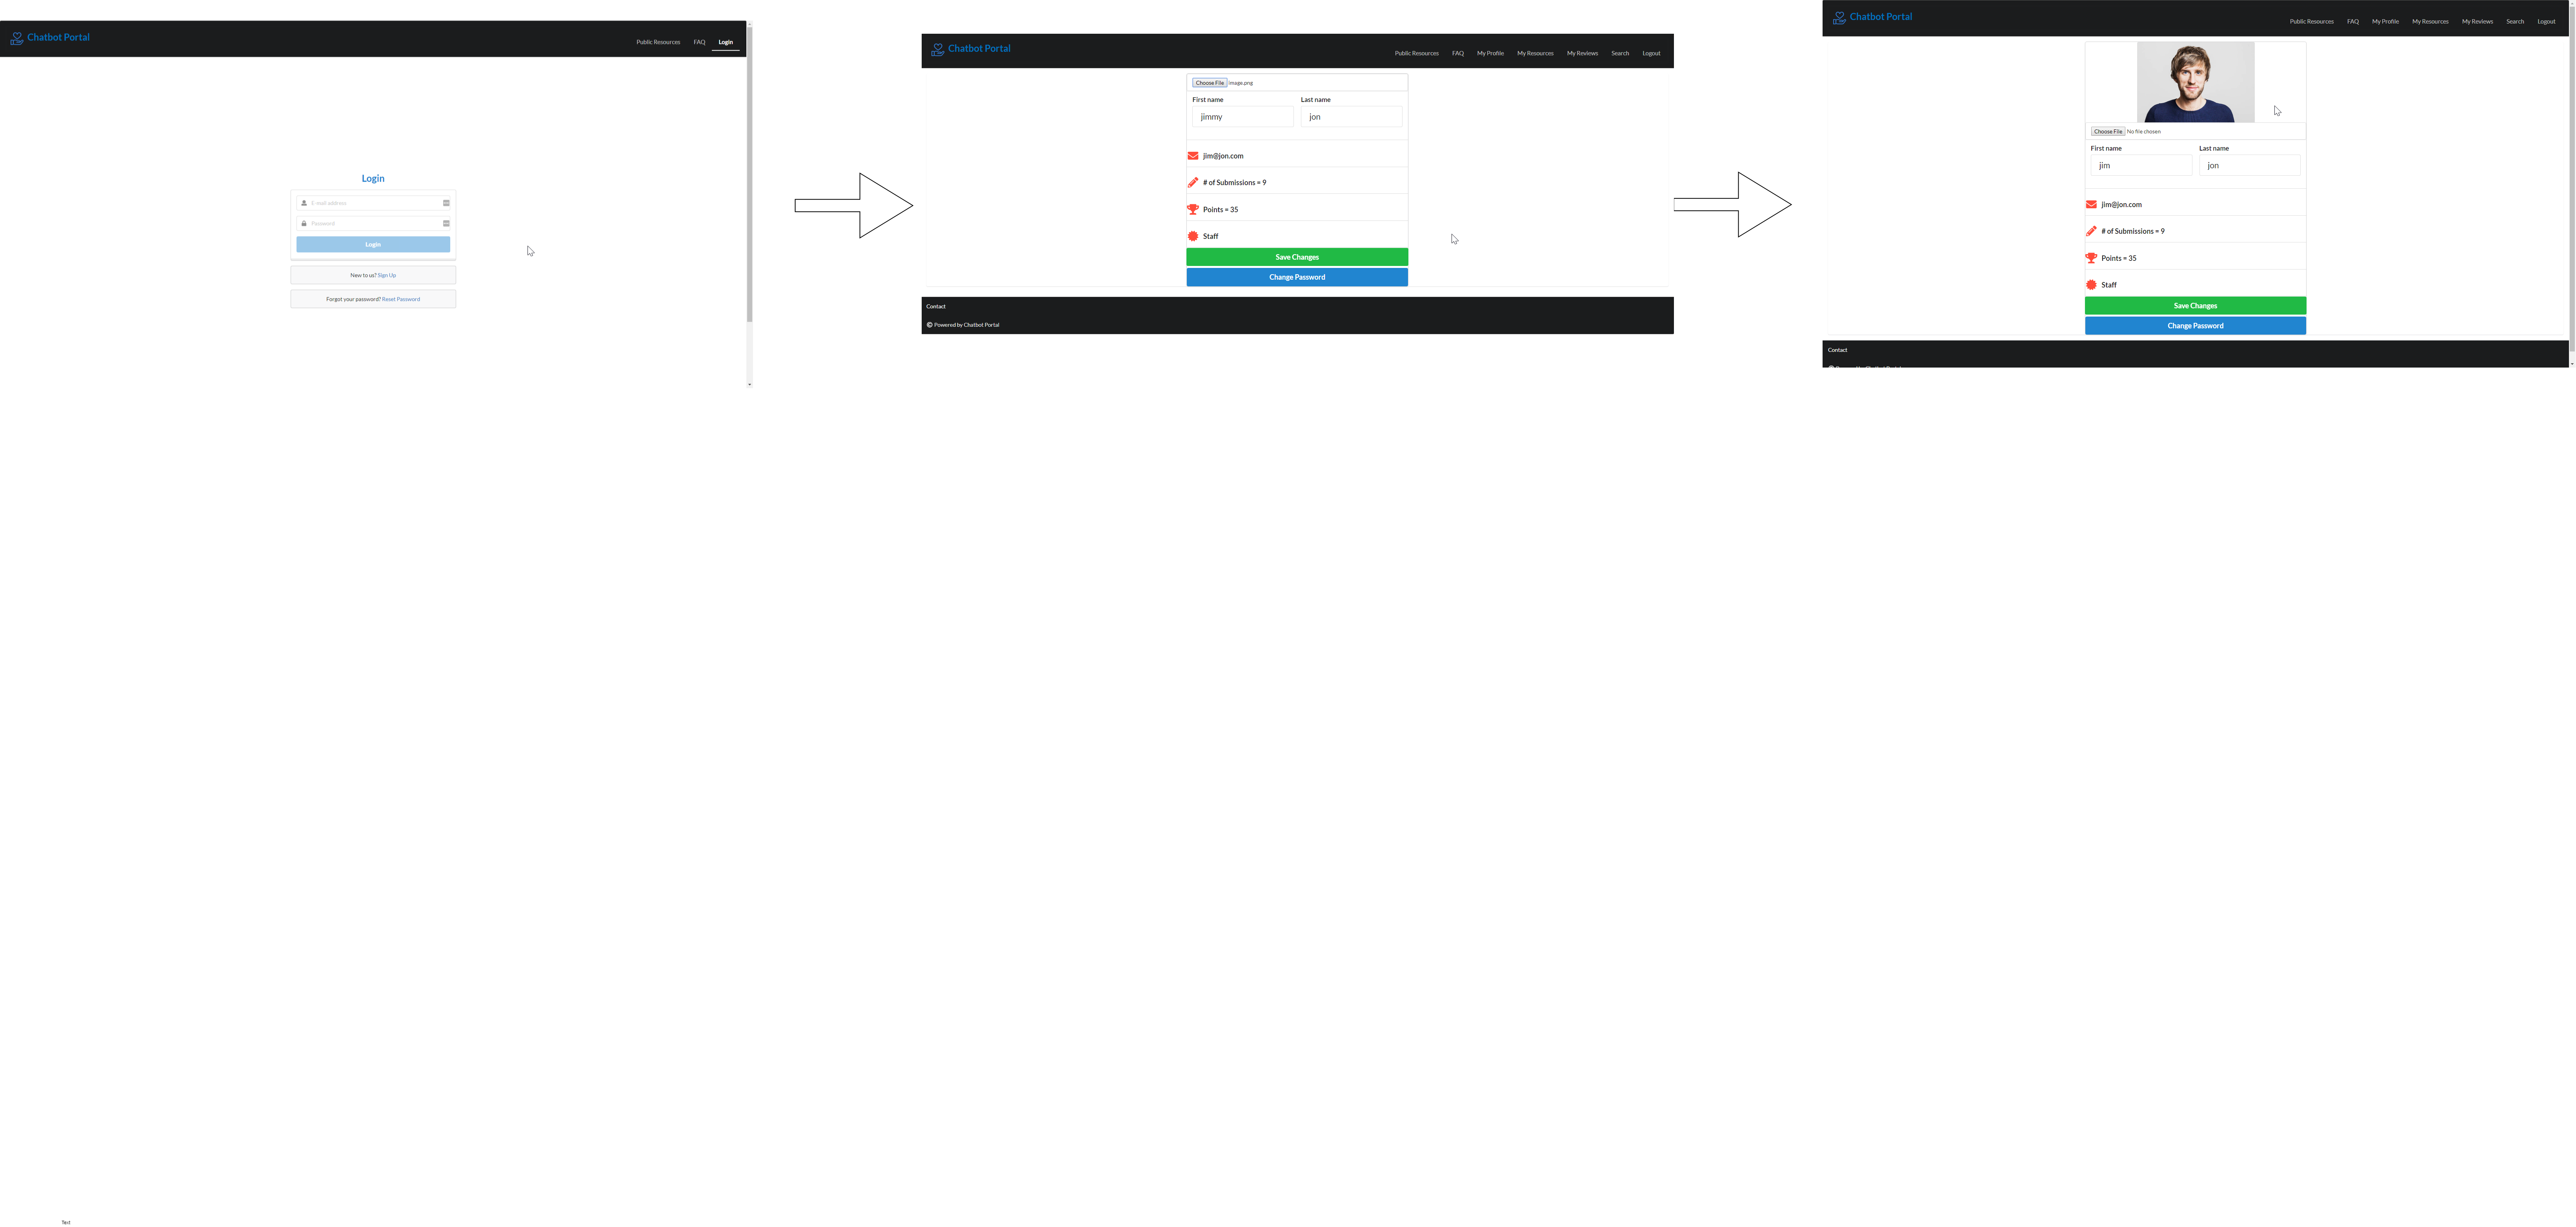 Chatbot Portal
Public Resources FAQ Login
Login
E-mail address
Password
Login
New to us? Sign Up
Forgot your password? Reset Password
Chatbot Portal
Public Resources FAQ My Profile My Resources My Reviews Search Logout
Choose File image.png
First name Last name
jimmy jon
jim@jon.com
# of Submissions = 9
Points = 35
Staff
Save Changes
Change Password
Contact
© Powered by Chatbot Portal
Chatbot Portal
Public Resources FAQ My Profile My Resources My Reviews Search Logout
Choose File No file chosen
First name Last name
jim jon
jim@jon.com
# of Submissions = 9
Points = 35
Staff
Save Changes
Change Password
Contact
Text